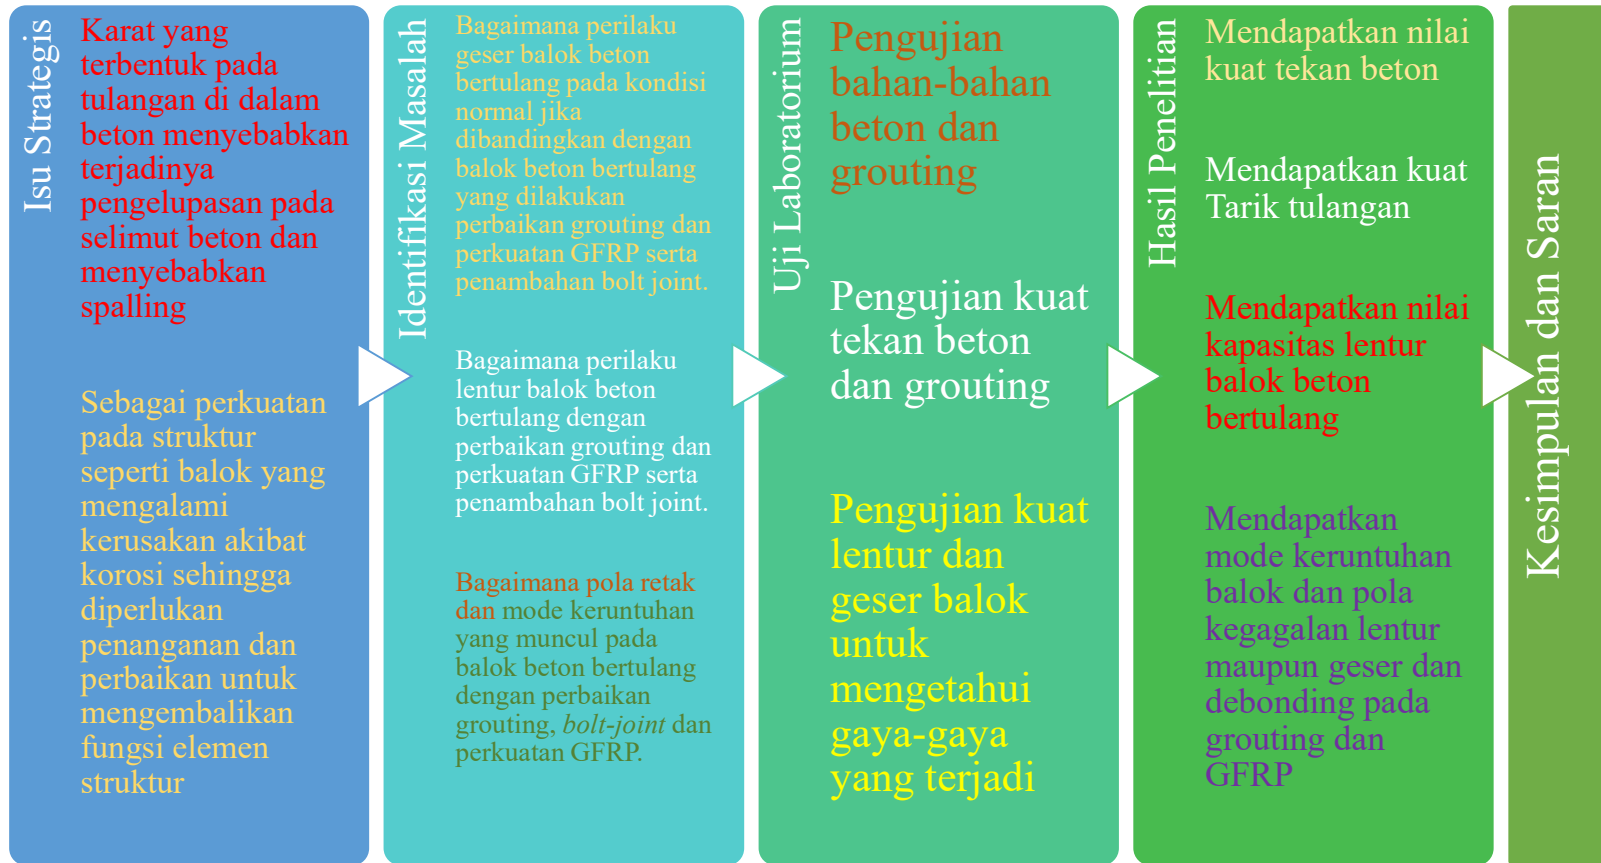 Isu Strategis
Karat yang
terbentuk pada
tulangan di dalam
beton menyebabkan
terjadinya
pengelupasan pada
selimut beton dan
menyebabkan
spalling
Sebagai perkuatan
pada struktur
seperti balok yang
mengalami
kerusakan akibat
korosi sehingga
diperlukan
penanganan dan
perbaikan untuk
mengembalikan
fungsi elemen
struktur
Identifikasi Masalah
Bagaimana perilaku
geser balok beton
bertulang pada kondisi
normal jika
dibandingkan dengan
balok beton bertulang
yang dilakukan
perbaikan grouting dan
perkuatan GFRP serta
penambahan bolt joint.
Bagaimana perilaku
lentur balok beton
bertulang dengan
perbaikan grouting dan
perkuatan GFRP serta
penambahan bolt joint.
Bagaimana pola retak
dan mode keruntuhan
yang muncul pada
balok beton bertulang
dengan perbaikan
grouting, bolt-joint dan
perkuatan GFRP.
Uji Laboratorium
Pengujian
bahan-bahan
beton dan
grouting
Pengujian kuat
tekan beton
dan grouting
Pengujian kuat
lentur dan
geser balok
untuk
mengetahui
gaya-gaya
yang terjadi
Hasil Penelitian
Mendapatkan nilai
kuat tekan beton
Mendapatkan kuat
Tarik tulangan
Mendapatkan nilai
kapasitas lentur
balok beton
bertulang
Mendapatkan
mode keruntuhan
balok dan pola
kegagalan lentur
maupun geser dan
debonding pada
grouting dan
GFRP
Kesimpulan dan Saran